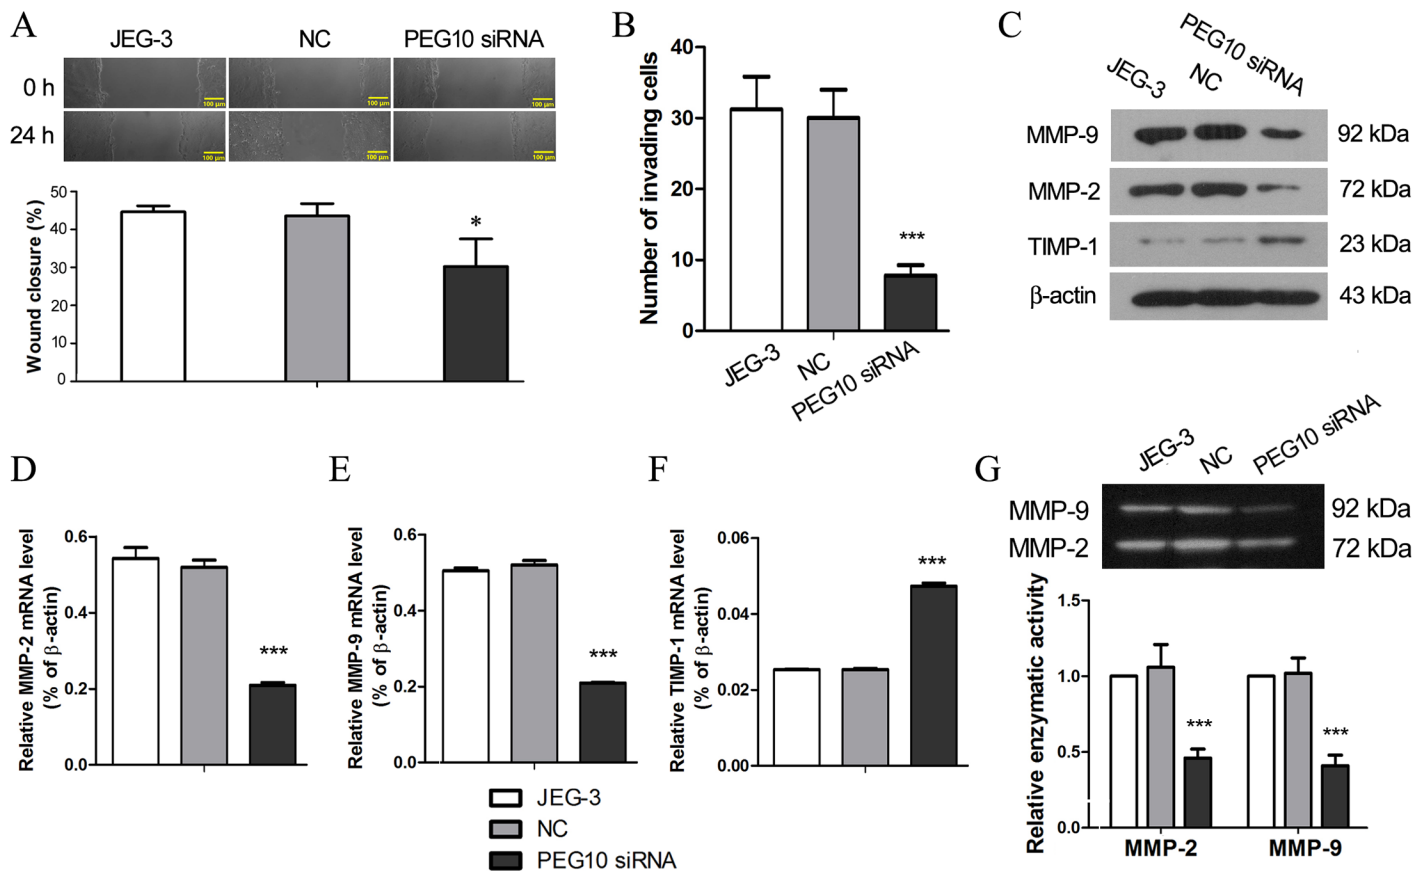 A
JEG-3
NC
PEG10 siRNA
0 h
100 µm
100 µm
100 µm
24 h
100 µm
100 µm
100 µm
Wound closure (%)
50
40
30
20
10
0
*
B
Number of invading cells
40
30
20
10
0
***
JEG-3
NC
PEG10 siRNA
C
JEG-3
NC
PEG10 siRNA
MMP-9
92 kDa
MMP-2
72 kDa
TIMP-1
23 kDa
β-actin
43 kDa
D
Relative MMP-2 mRNA level
(% of β-actin)
0.6
0.4
0.2
0.0
***
E
Relative MMP-9 mRNA level
(% of β-actin)
0.6
0.4
0.2
0.0
***
F
Relative TIMP-1 mRNA level
(% of β-actin)
0.06
0.04
0.02
0.00
***
JEG-3
NC
PEG10 siRNA
G
JEG-3
NC
PEG10 siRNA
MMP-9
92 kDa
MMP-2
72 kDa
Relative enzymatic activity
1.5
1.0
0.5
0.0
***
***
MMP-2
MMP-9